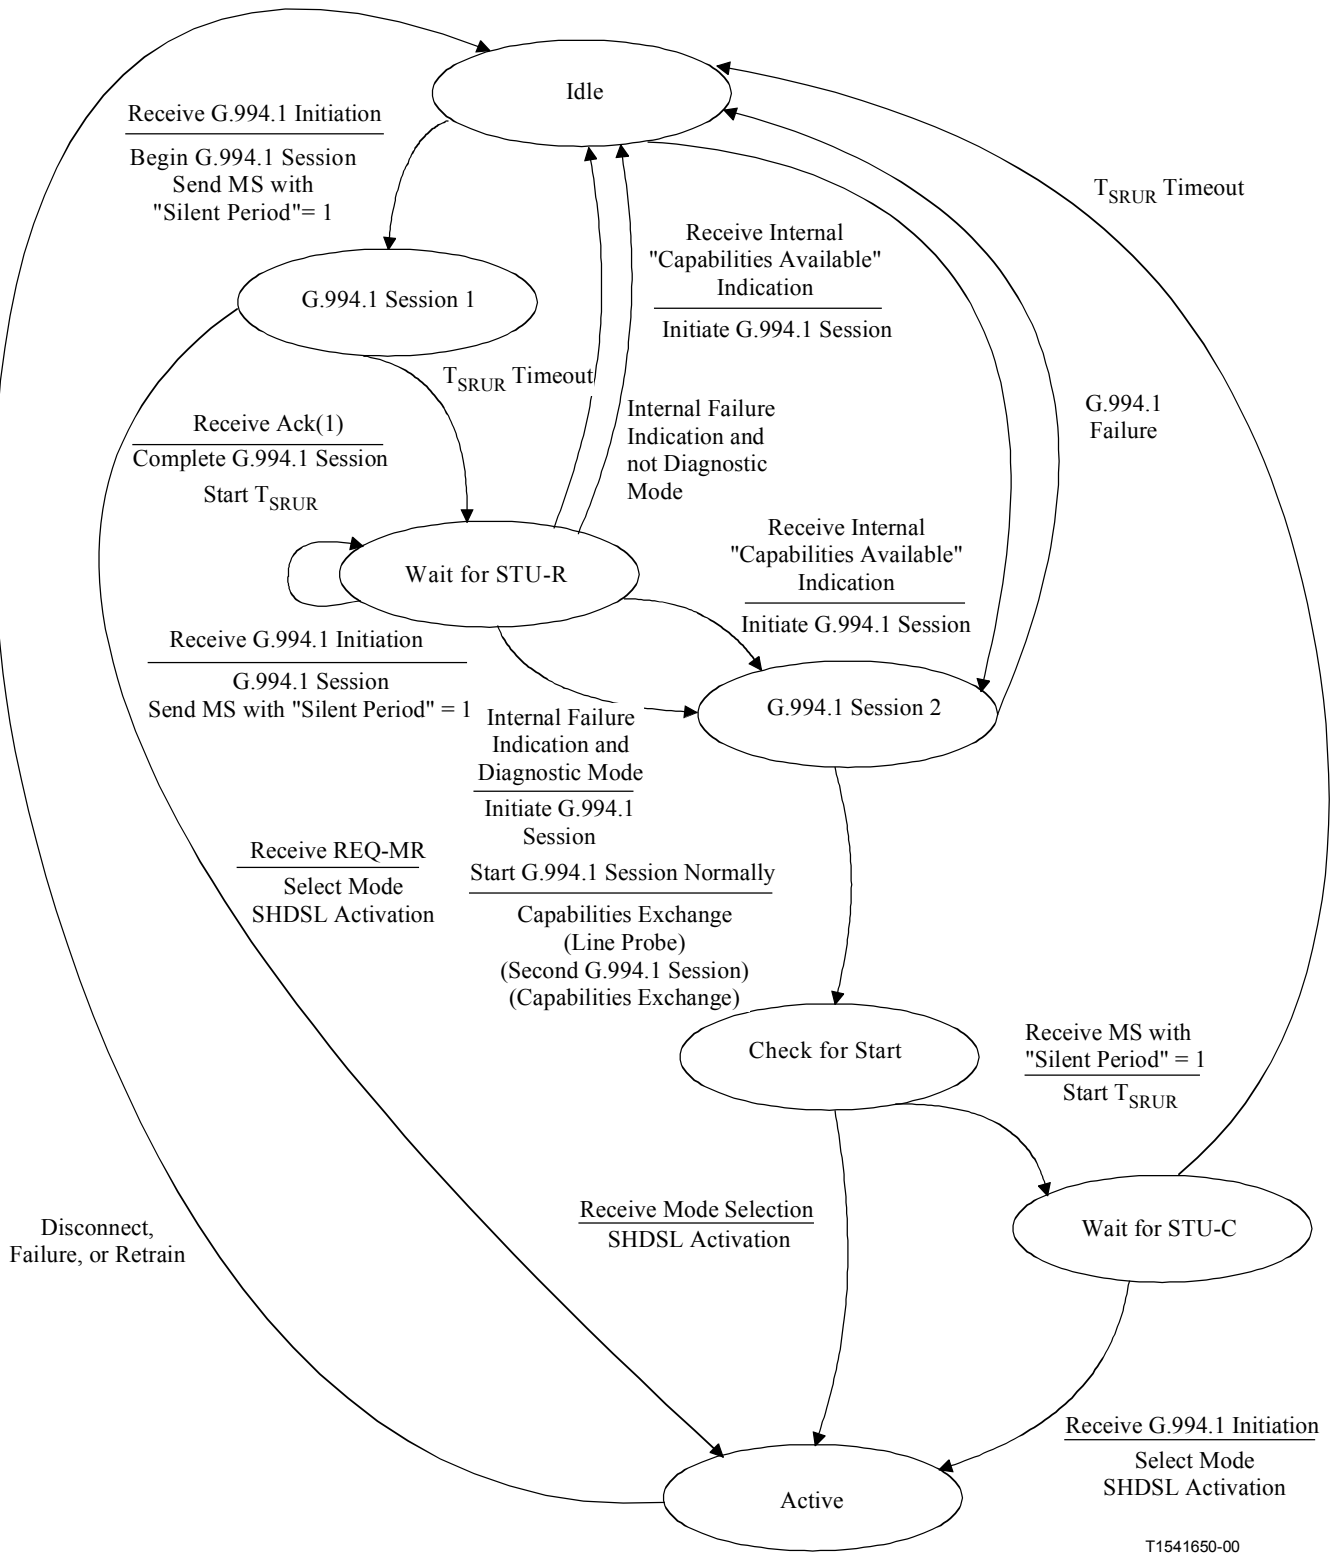 Idle
Receive G.994.1 Initiation
Begin G.994.1 Session
Send MS with
"Silent Period"= 1
T_SRUR Timeout
Receive Internal
"Capabilities Available"
Indication
Initiate G.994.1 Session
G.994.1 Session 1
T_SRUR Timeout
Internal Failure
Indication and
not Diagnostic
Mode
G.994.1
Failure
Receive Ack(1)
Complete G.994.1 Session
Start T_SRUR
Receive Internal
"Capabilities Available"
Indication
Initiate G.994.1 Session
Wait for STU-R
Receive G.994.1 Initiation
G.994.1 Session
Send MS with "Silent Period" = 1
Internal Failure
Indication and
Diagnostic Mode
Initiate G.994.1
Session
G.994.1 Session 2
Receive REQ-MR
Select Mode
SHDSL Activation
Start G.994.1 Session Normally
Capabilities Exchange
(Line Probe)
(Second G.994.1 Session)
(Capabilities Exchange)
Check for Start
Receive MS with
"Silent Period" = 1
Start T_SRUR
Receive Mode Selection
SHDSL Activation
Wait for STU-C
Disconnect,
Failure, or Retrain
Receive G.994.1 Initiation
Select Mode
SHDSL Activation
Active
T1541650-00